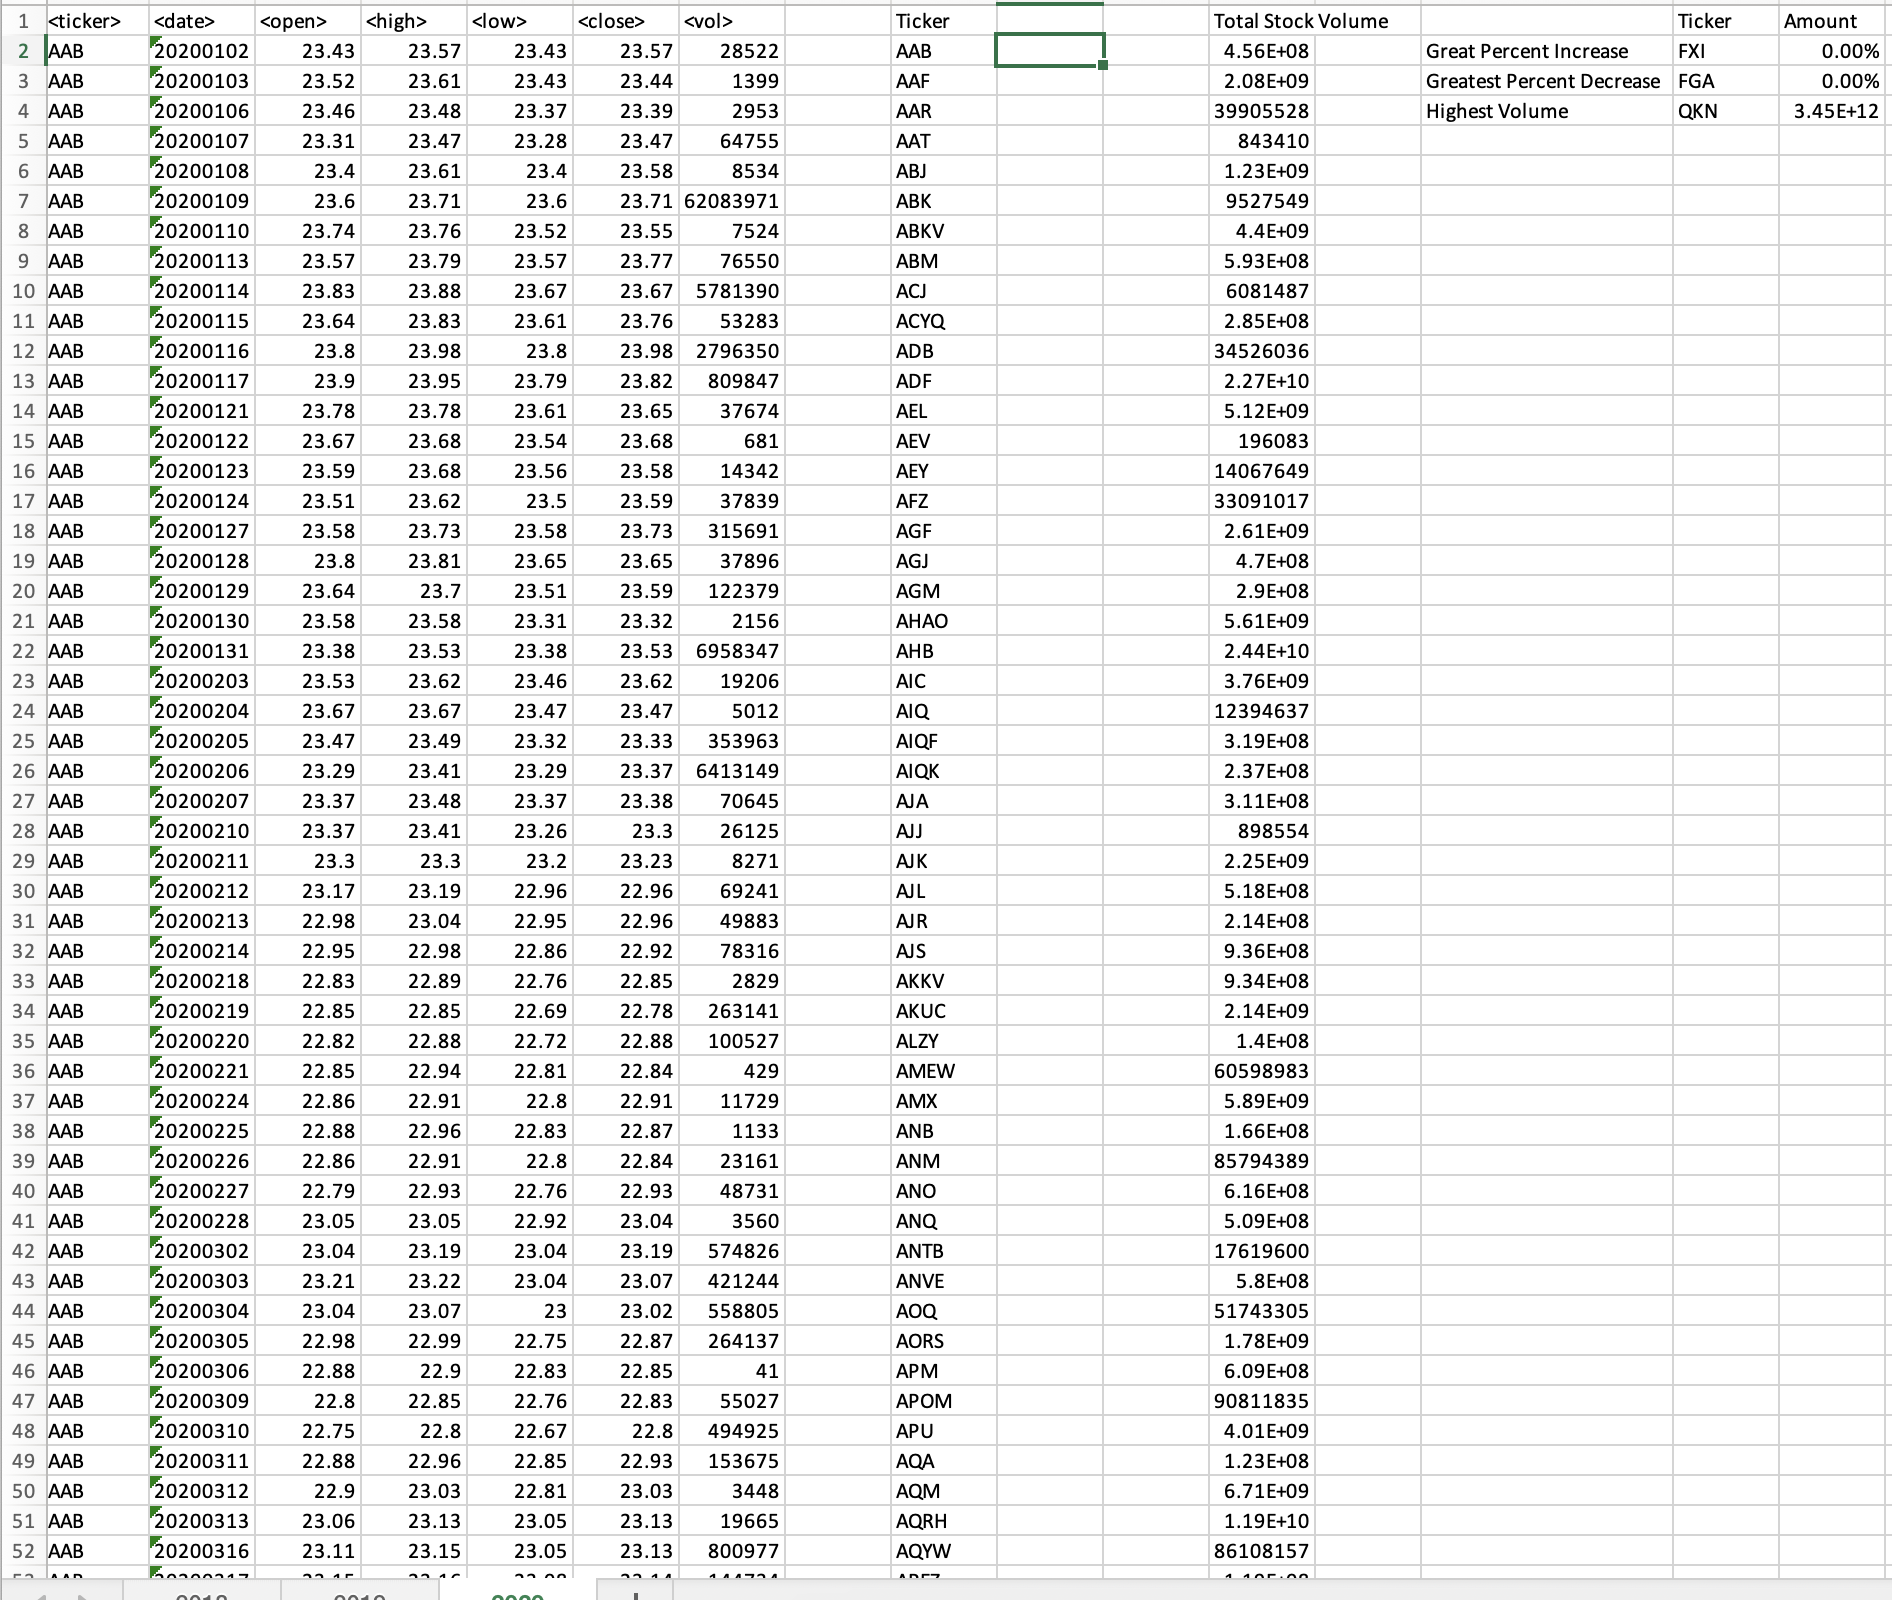 1 <ticker> <date> <open> <high> <low> <close> <vol> Ticker Total Stock Volume Ticker Amount
2 AAB 20200102 23.43 23.57 23.43 23.57 28522 AAB 4.56E+08 Great Percent Increase FXI 0.00%
3 AAB 20200103 23.52 23.61 23.43 23.44 1399 AAF 2.08E+09 Greatest Percent Decrease FGA 0.00%
4 AAB 20200106 23.46 23.48 23.37 23.39 2953 AAR 39905528 Highest Volume QKN 3.45E+12
5 AAB 20200107 23.31 23.47 23.28 23.47 64755 AAT 843410
6 AAB 20200108 23.4 23.61 23.4 23.58 8534 ABJ 1.23E+09
7 AAB 20200109 23.6 23.71 23.6 23.71 62083971 ABK 9527549
8 AAB 20200110 23.74 23.76 23.52 23.55 7524 ABKV 4.4E+09
9 AAB 20200113 23.57 23.79 23.57 23.77 76550 ABM 5.93E+08
10 AAB 20200114 23.83 23.88 23.67 23.67 5781390 ACJ 6081487
11 AAB 20200115 23.64 23.83 23.61 23.76 53283 ACYQ 2.85E+08
12 AAB 20200116 23.8 23.98 23.8 23.98 2796350 ADB 34526036
13 AAB 20200117 23.9 23.95 23.79 23.82 809847 ADF 2.27E+10
14 AAB 20200121 23.78 23.78 23.61 23.65 37674 AEL 5.12E+09
15 AAB 20200122 23.67 23.68 23.54 23.68 681 AEV 196083
16 AAB 20200123 23.59 23.68 23.56 23.58 14342 AEY 14067649
17 AAB 20200124 23.51 23.62 23.5 23.59 37839 AFZ 33091017
18 AAB 20200127 23.58 23.73 23.58 23.73 315691 AGF 2.61E+09
19 AAB 20200128 23.8 23.81 23.65 23.65 37896 AGJ 4.7E+08
20 AAB 20200129 23.64 23.7 23.51 23.59 122379 AGM 2.9E+08
21 AAB 20200130 23.58 23.58 23.31 23.32 2156 AHAO 5.61E+09
22 AAB 20200131 23.38 23.53 23.38 23.53 6958347 AHB 2.44E+10
23 AAB 20200203 23.53 23.62 23.46 23.62 19206 AIC 3.76E+09
24 AAB 20200204 23.67 23.67 23.47 23.47 5012 AIQ 12394637
25 AAB 20200205 23.47 23.49 23.32 23.33 353963 AIQF 3.19E+08
26 AAB 20200206 23.29 23.41 23.29 23.37 6413149 AIQK 2.37E+08
27 AAB 20200207 23.37 23.48 23.37 23.38 70645 AJA 3.11E+08
28 AAB 20200210 23.37 23.41 23.26 23.3 26125 AJJ 898554
29 AAB 20200211 23.3 23.3 23.2 23.23 8271 AJK 2.25E+09
30 AAB 20200212 23.17 23.19 22.96 22.96 69241 AJL 5.18E+08
31 AAB 20200213 22.98 23.04 22.95 22.96 49883 AJR 2.14E+08
32 AAB 20200214 22.95 22.98 22.86 22.92 78316 AJS 9.36E+08
33 AAB 20200218 22.83 22.89 22.76 22.85 2829 AKKV 9.34E+08
34 AAB 20200219 22.85 22.85 22.69 22.78 263141 AKUC 2.14E+09
35 AAB 20200220 22.82 22.88 22.72 22.88 100527 ALZY 1.4E+08
36 AAB 20200221 22.85 22.94 22.81 22.84 429 AMEW 60598983
37 AAB 20200224 22.86 22.91 22.8 22.91 11729 AMX 5.89E+09
38 AAB 20200225 22.88 22.96 22.83 22.87 1133 ANB 1.66E+08
39 AAB 20200226 22.86 22.91 22.8 22.84 23161 ANM 85794389
40 AAB 20200227 22.79 22.93 22.76 22.93 48731 ANO 6.16E+08
41 AAB 20200228 23.05 23.05 22.92 23.04 3560 ANQ 5.09E+08
42 AAB 20200302 23.04 23.19 23.04 23.19 574826 ANTB 17619600
43 AAB 20200303 23.21 23.22 23.04 23.07 421244 ANVE 5.8E+08
44 AAB 20200304 23.04 23.07 23 23.02 558805 AOQ 51743305
45 AAB 20200305 22.98 22.99 22.75 22.87 264137 AORS 1.78E+09
46 AAB 20200306 22.88 22.9 22.83 22.85 41 APM 6.09E+08
47 AAB 20200309 22.8 22.85 22.76 22.83 55027 APOM 90811835
48 AAB 20200310 22.75 22.8 22.67 22.8 494925 APU 4.01E+09
49 AAB 20200311 22.88 22.96 22.85 22.93 153675 AQA 1.23E+08
50 AAB 20200312 22.9 23.03 22.81 23.03 3448 AQM 6.71E+09
51 AAB 20200313 23.06 23.13 23.05 23.13 19665 AQRH 1.19E+10
52 AAB 20200316 23.11 23.15 23.05 23.13 800977 AQYW 86108157